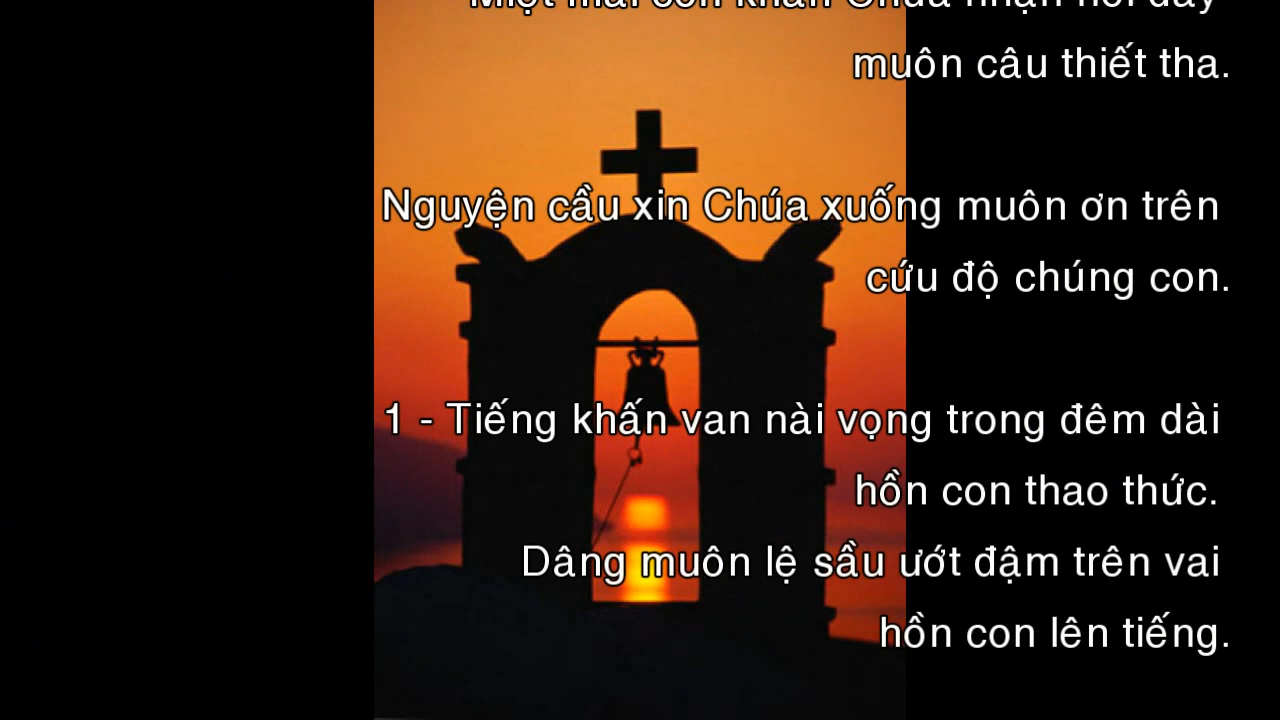 muôn câu thiết tha.
Nguyện cầu xin Chúa xuống muôn ơn trên
cứu độ chúng con.
1 - Tiếng khấn van nài vọng trong đêm dài
hồn con thao thức.
Dâng muôn lệ sầu ướt đậm trên vai
hồn con lên tiếng.